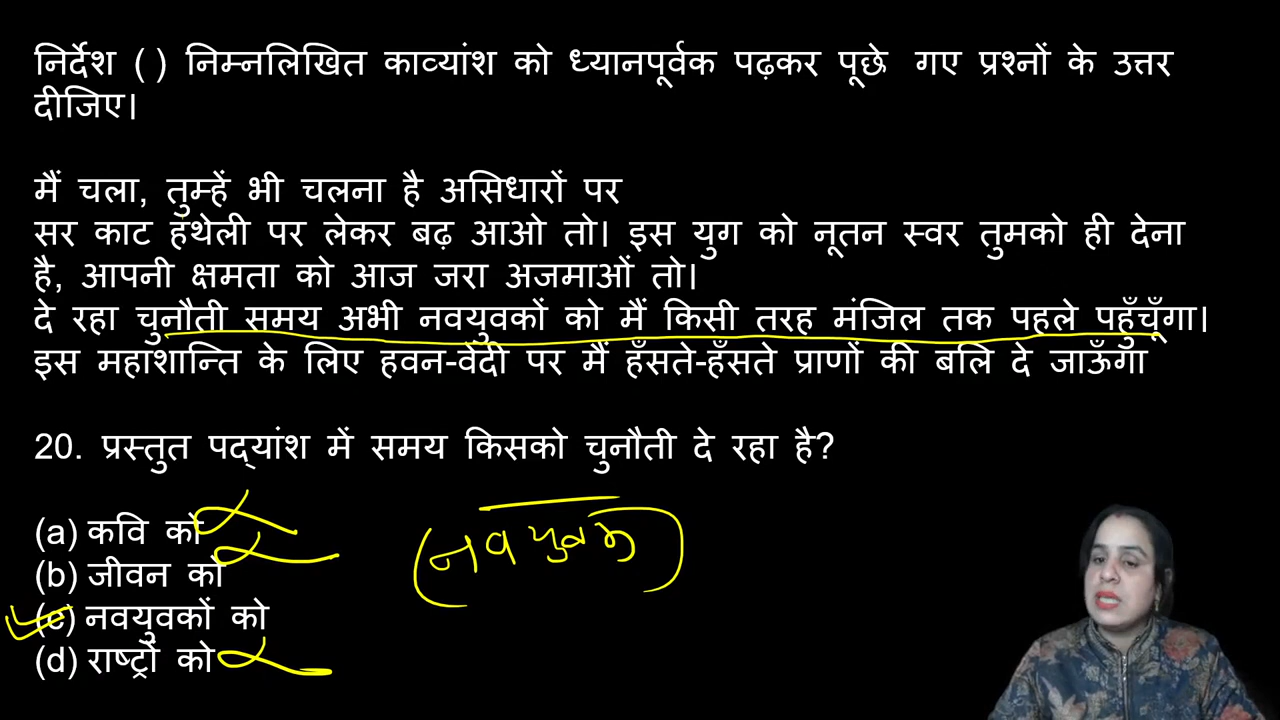 निर्देश ( ) निम्नलिखित काव्यांश को ध्यानपूर्वक पढ़कर पूछे गए प्रश्नों के उत्तर
दीजिए।
मैं चला, तुम्हें भी चलना है असिधारों पर
सर काट हंथेली पर लेकर बढ़ आओ तो। इस युग को नूतन स्वर तुमको ही देना
है, आपनी क्षमता को आज जरा अजमाओं तो।
दे रहा चुनौती समय अभी नवयुवकों को मैं किसी तरह मंजिल तक पहले पहुँचूँगा।
इस महाशान्ति के लिए हवन-वेदी पर मैं हँसते-हँसते प्राणों की बलि दे जाऊँगा
20. प्रस्तुत पद्यांश में समय किसको चुनौती दे रहा है?
(a) कवि को
(b) जीवन को
(नवयुवक)
(c) नवयुवकों को
(d) राष्ट्रों को